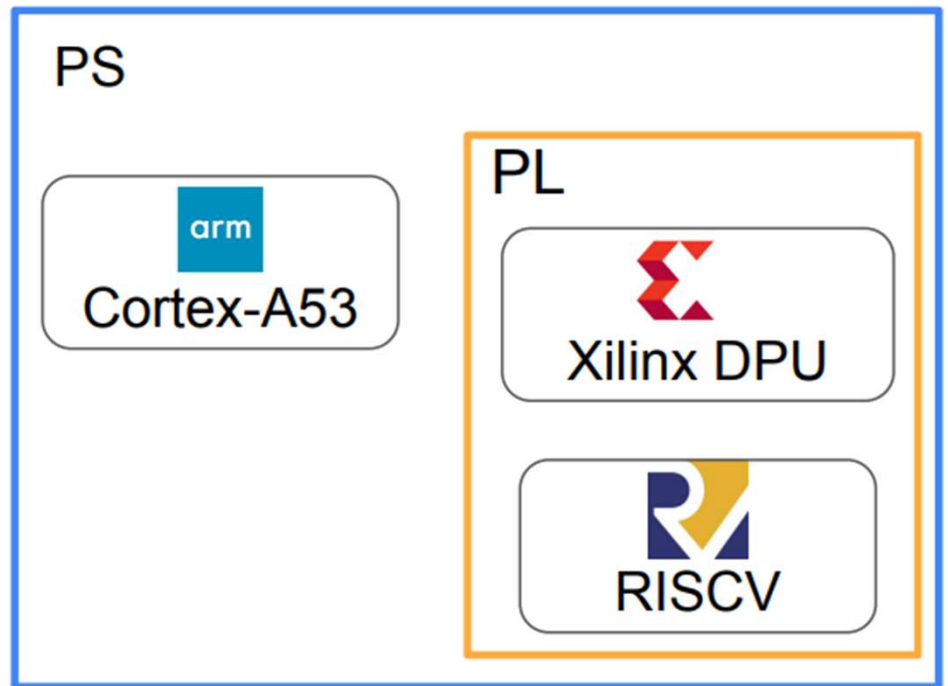 PS
arm
Cortex-A53
PL
Xilinx DPU
RISCV